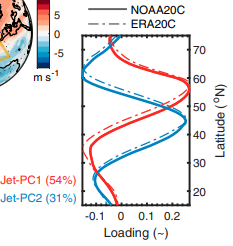 NOAA20C
ERA20C
5
0
-5
m s-1
70
60
50
40
30
20
Latitude (°N)
Jet-PC1 (54%)
Jet-PC2 (31%)
-0.1 0 0.1 0.2
Loading (~)